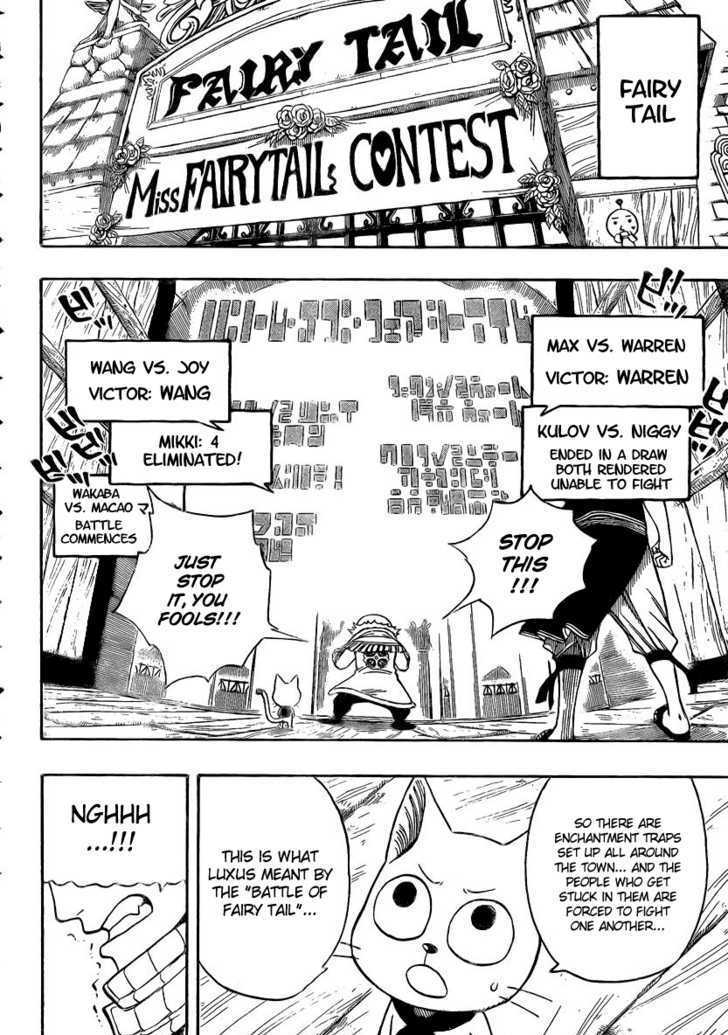 FAIRY TAIL
Miss FAIRYTAIL CONTEST
FAIRY
TAIL
MAX VS. WARREN
VICTOR: WARREN
WANG VS. JOY
VICTOR: WANG
KULOV VS. NIGGY
ENDED IN A DRAW
BOTH RENDERED
UNABLE TO FIGHT
MIKKI: 4
ELIMINATED!
WAKABA
VS. MACAO
BATTLE
COMMENCES
STOP
THIS
!!!
JUST
STOP
IT, YOU
FOOLS!!!
SO THERE ARE
ENCHANTMENT TRAPS
SET UP ALL AROUND
THE TOWN... AND THE
PEOPLE WHO GET
STUCK IN THEM ARE
FORCED TO FIGHT
ONE ANOTHER...
THIS IS WHAT
LUXUS MEANT BY
THE "BATTLE OF
FAIRY TAIL"...
NGHHH
...!!!